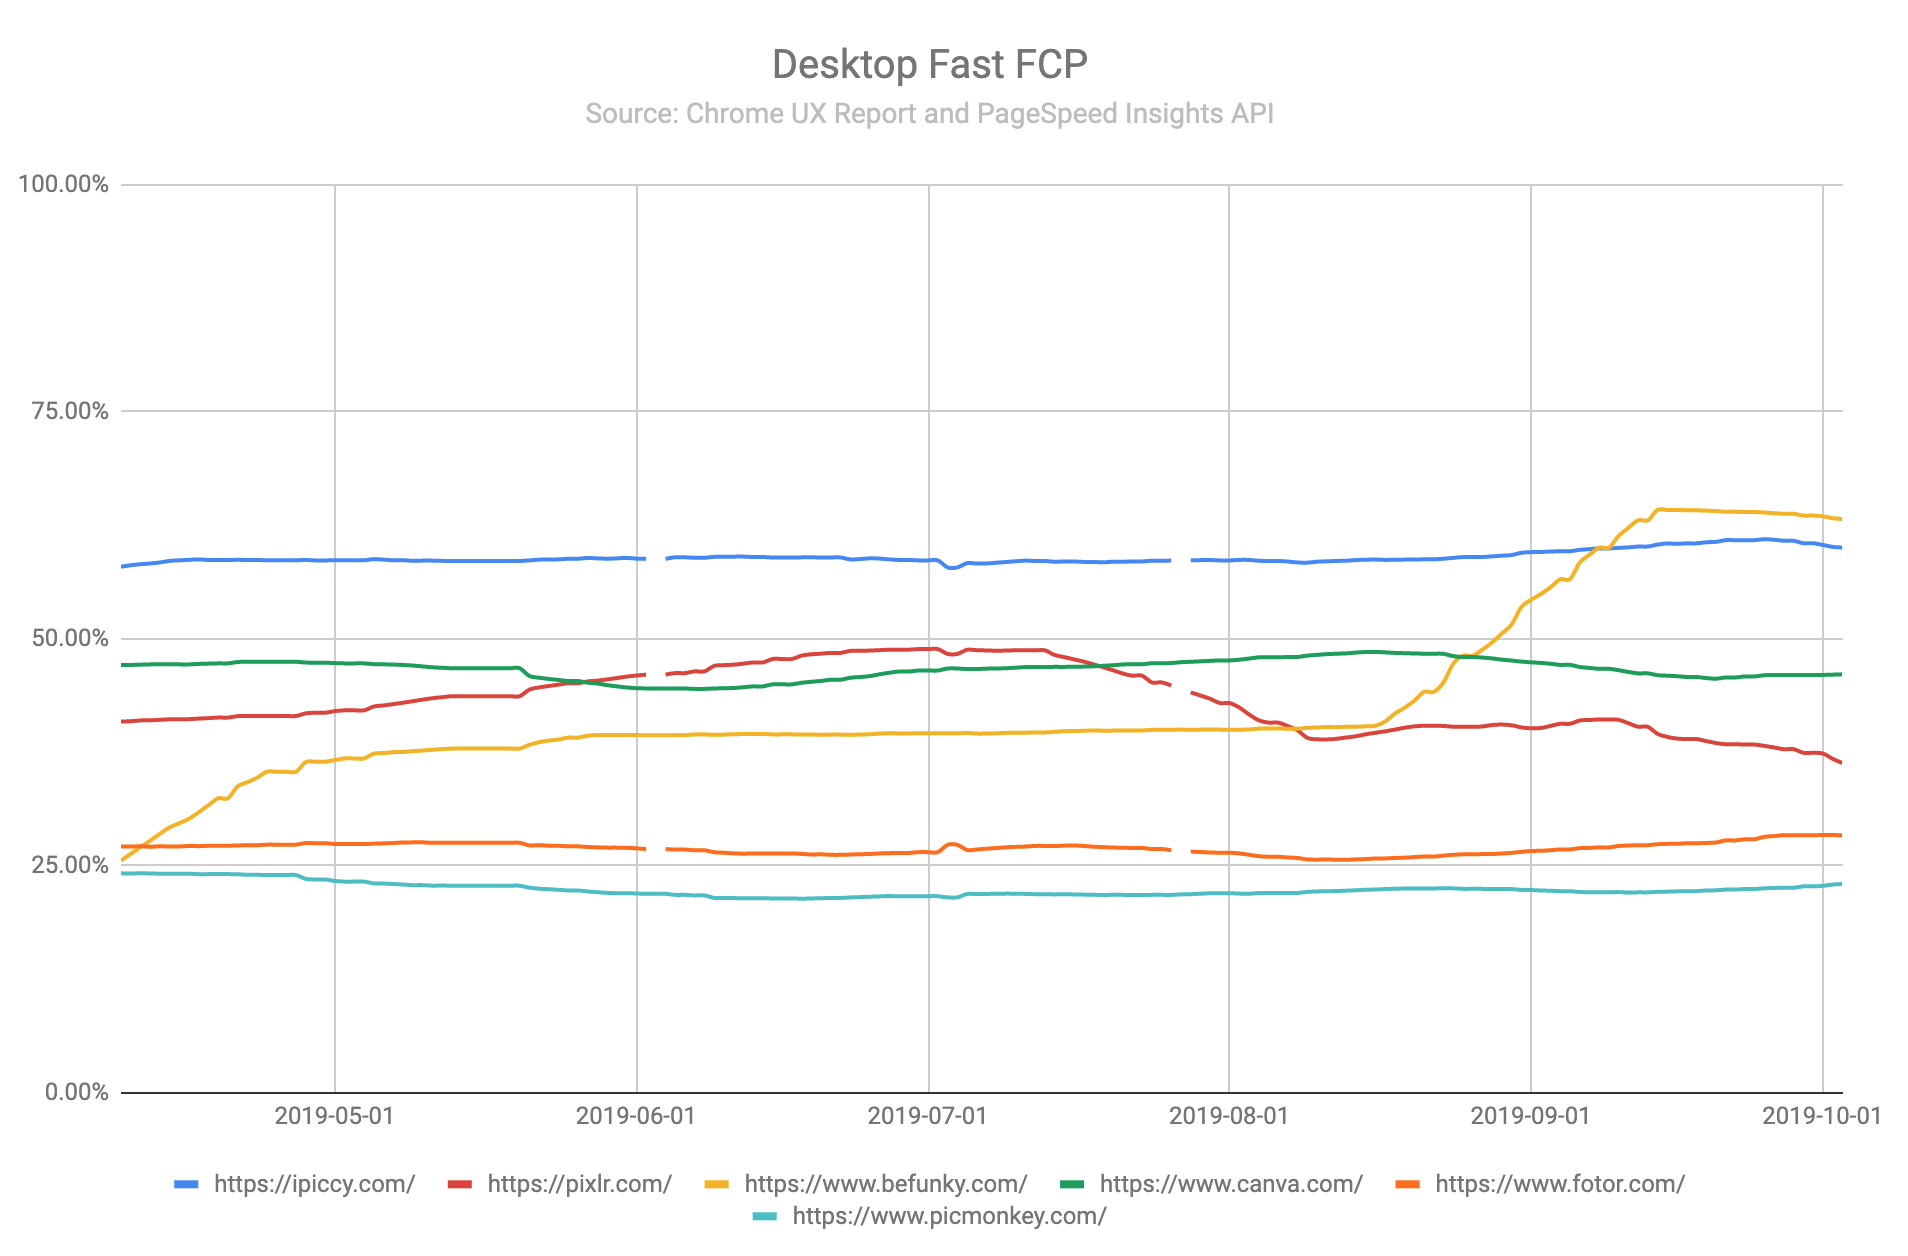 Desktop Fast FCP
Source: Chrome UX Report and PageSpeed Insights API
100.00%
75.00%
50.00%
25.00%
0.00%
2019-05-01 2019-06-01 2019-07-01 2019-08-01 2019-09-01 2019-10-01
https://ipiccy.com/ https://pixlr.com/ https://www.befunky.com/ https://www.canva.com/ https://www.fotor.com/
https://www.picmonkey.com/